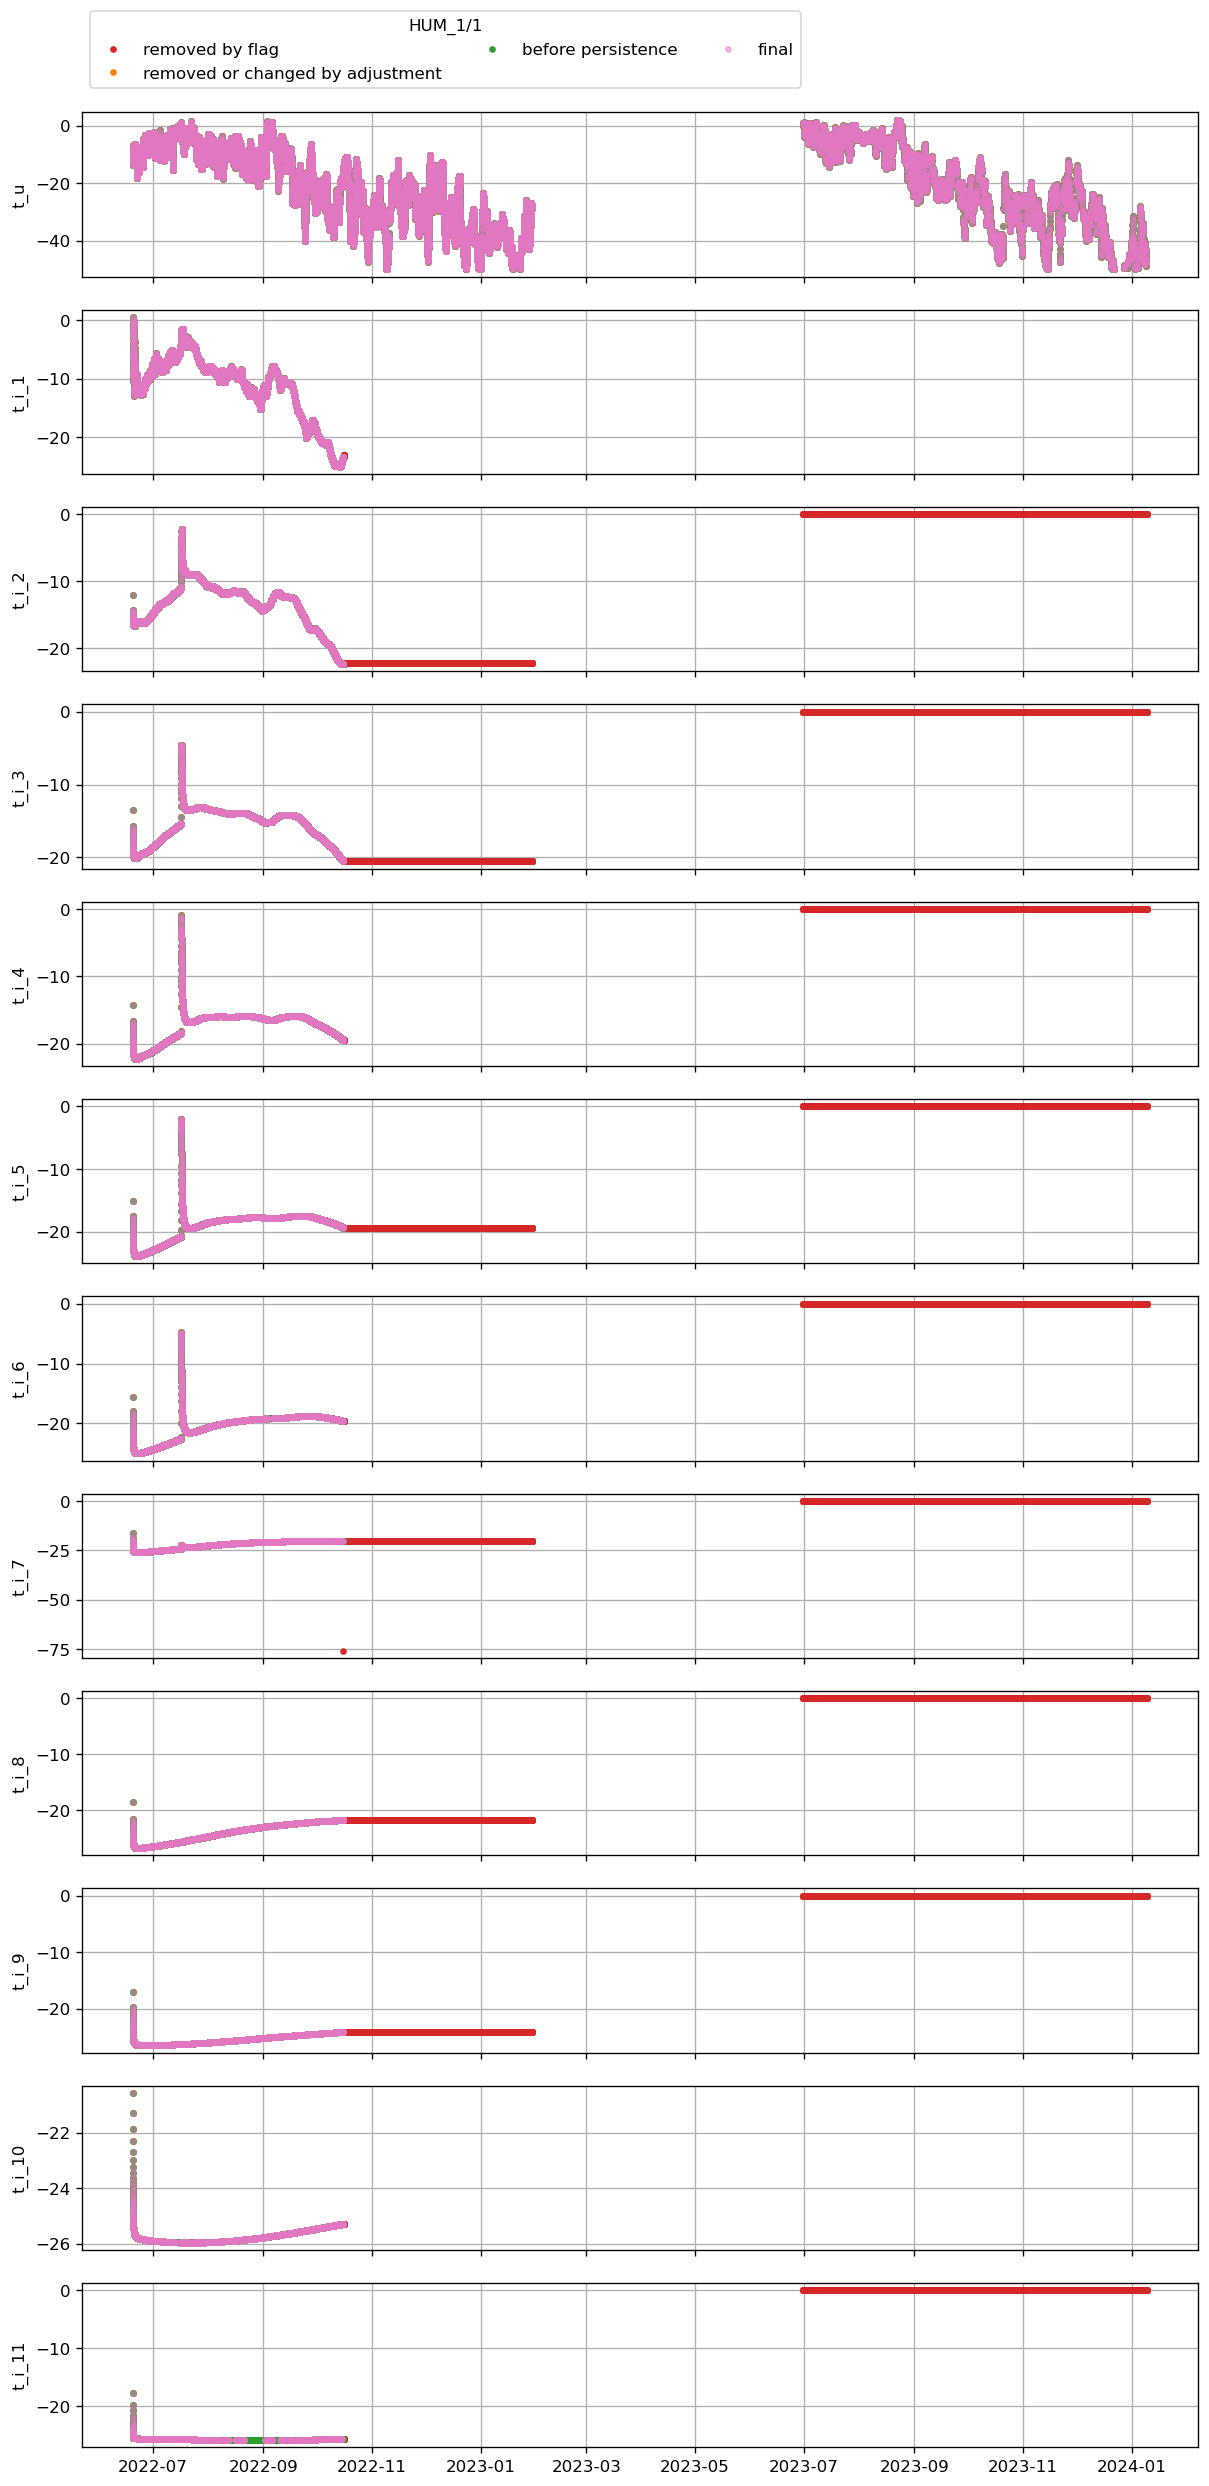 HUM_1/1
removed by flag
removed or changed by adjustment
before persistence
final
t_u
0
−20
−40
t_i_1
0
−10
−20
t_i_2
0
−10
−20
t_i_3
0
−10
−20
t_i_4
0
−10
−20
t_i_5
0
−10
−20
t_i_6
0
−10
−20
t_i_7
0
−25
−50
−75
t_i_8
0
−10
−20
t_i_9
0
−10
−20
t_i_10
−22
−24
−26
t_i_11
0
−10
−20
2022-07 2022-09 2022-11 2023-01 2023-03 2023-05 2023-07 2023-09 2023-11 2024-01